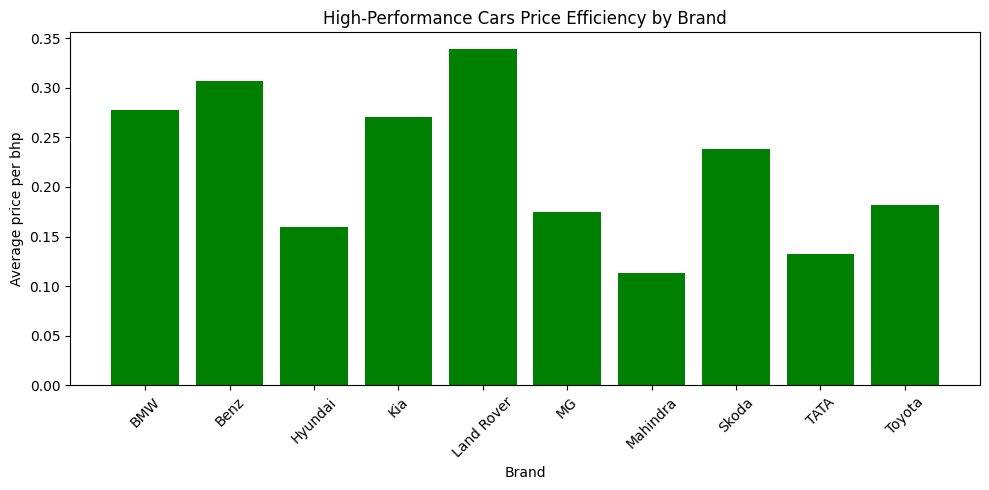 High-Performance Cars Price Efficiency by Brand
Average price per bhp
0.35
0.30
0.25
0.20
0.15
0.10
0.05
0.00
BMW
Benz
Hyundai
Kia
Land Rover
MG
Mahindra
Skoda
TATA
Toyota
Brand